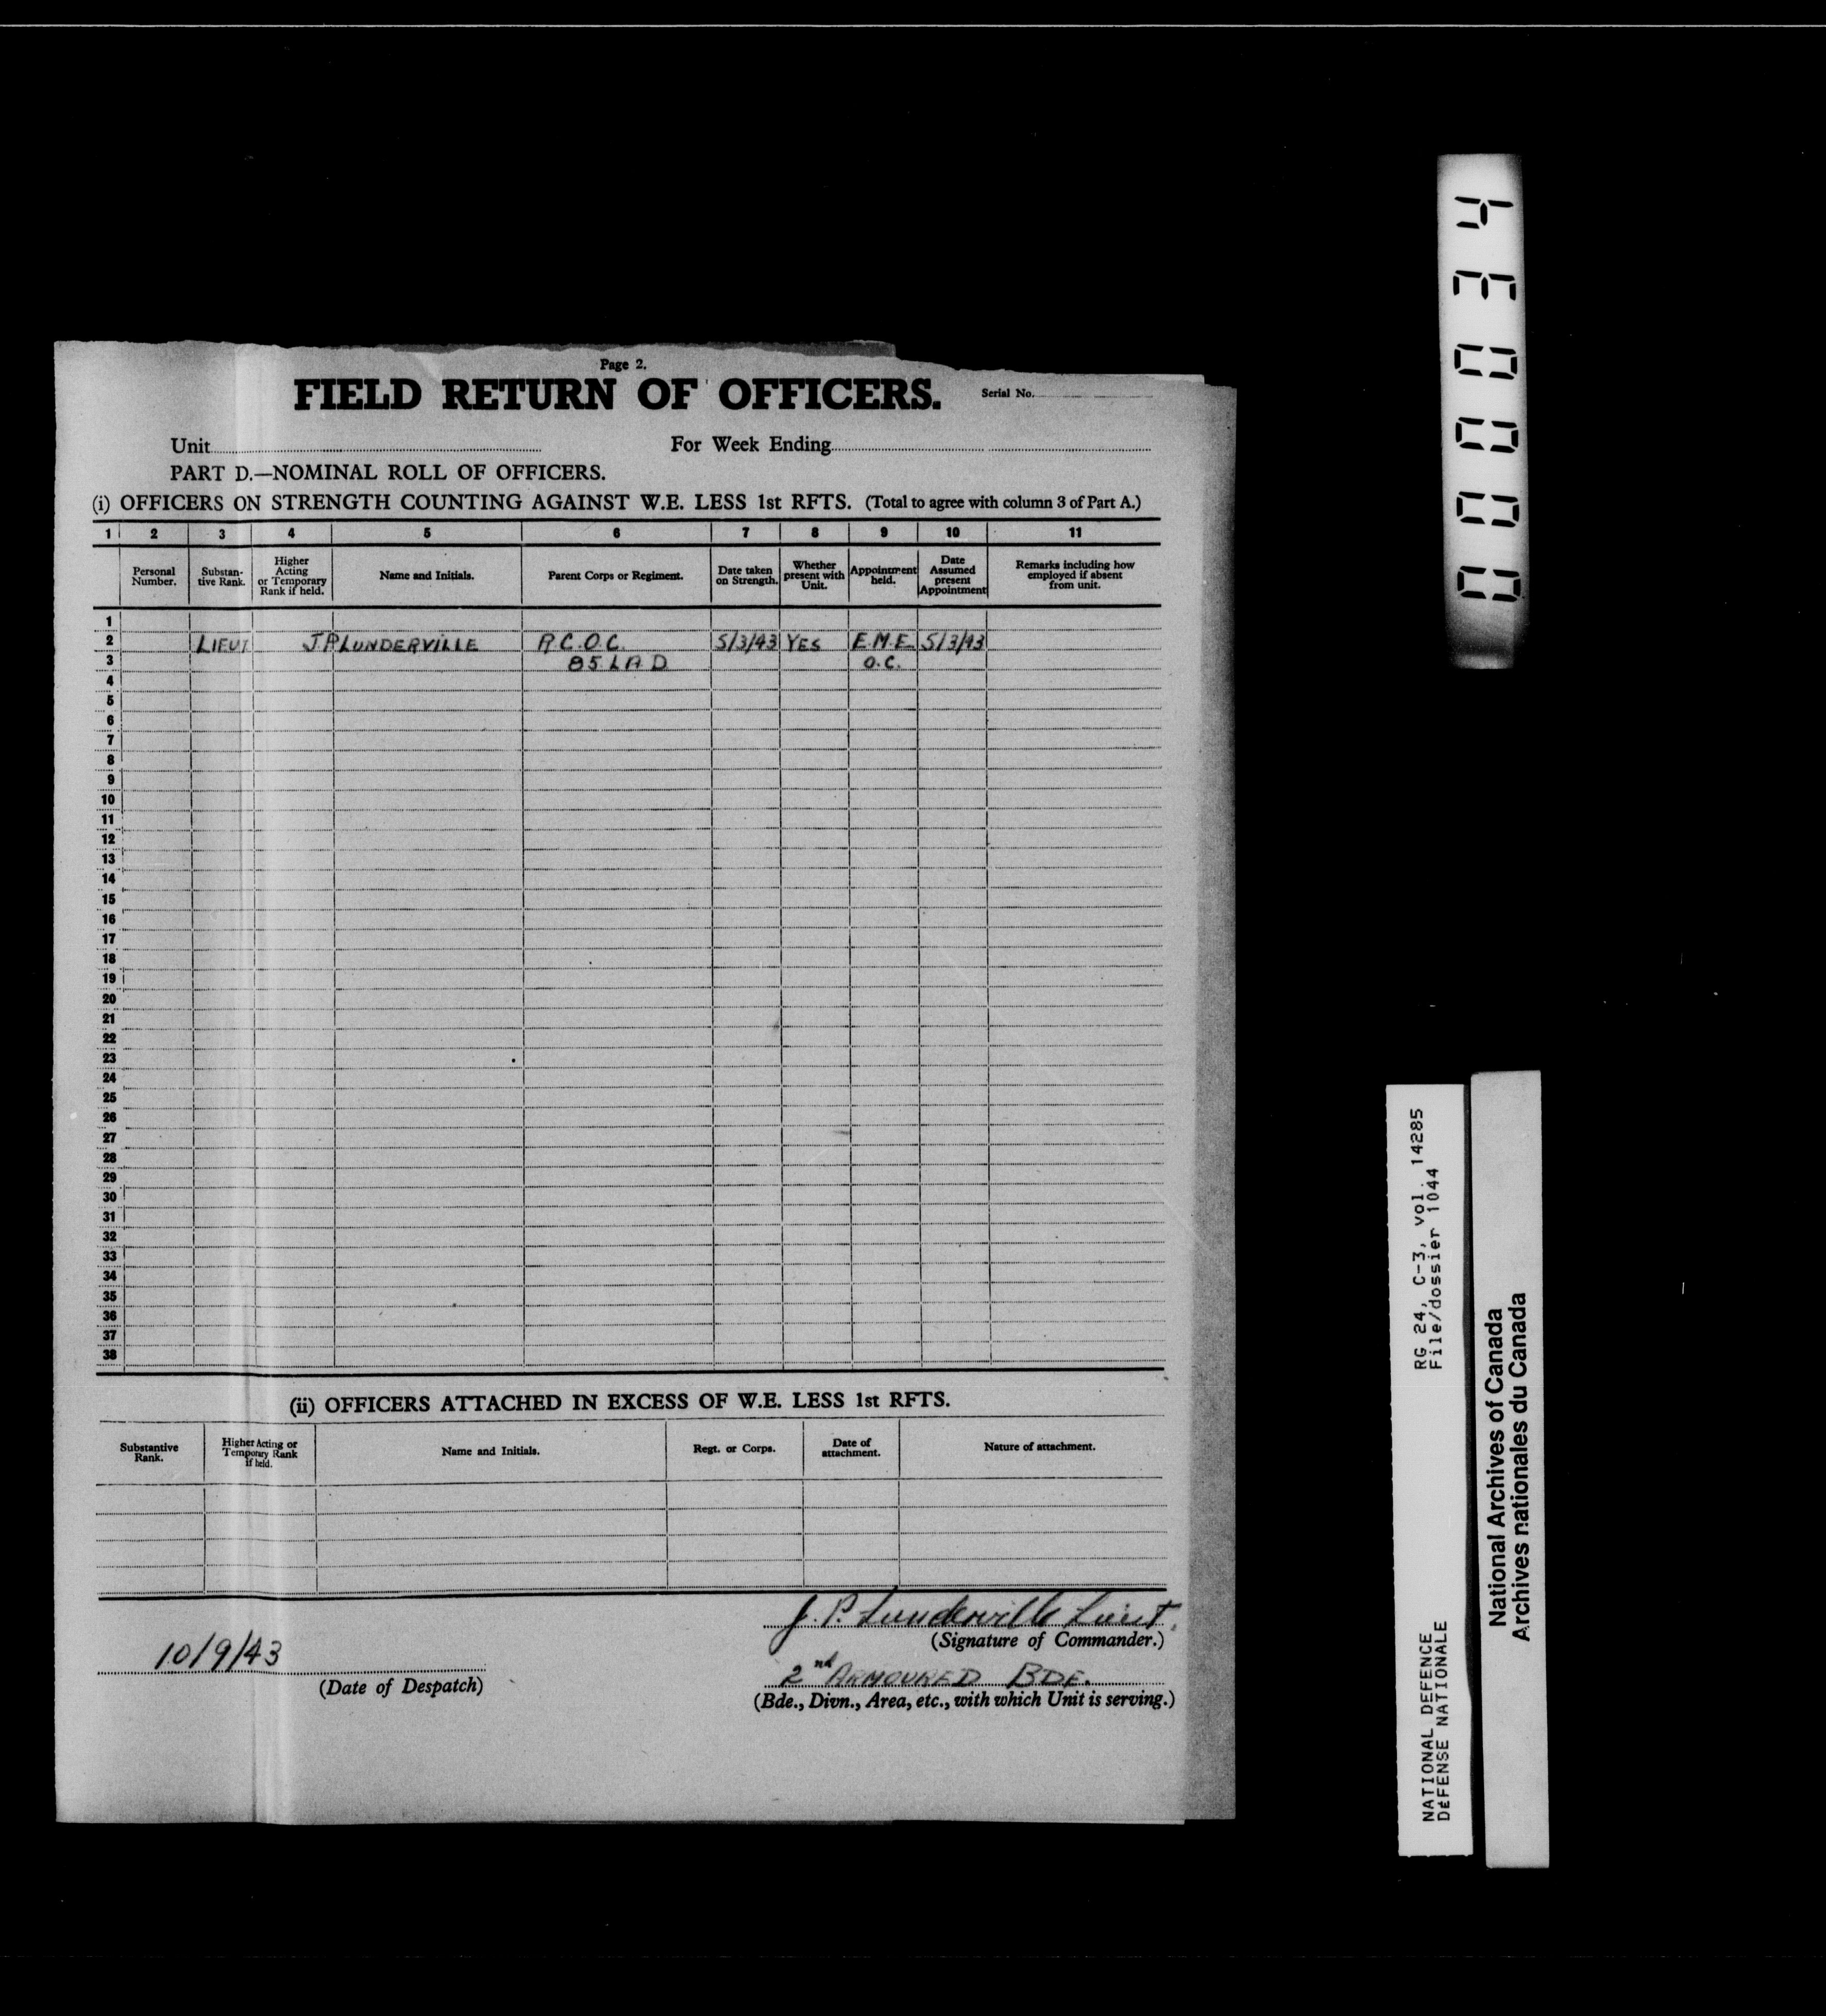 Page 2.
FIELD RETURN OF OFFICERS.
Serial No.
Unit
For Week Ending
PART D.—NOMINAL ROLL OF OFFICERS.
(i) OFFICERS ON STRENGTH COUNTING AGAINST W.E. LESS 1st RFTS. (Total to agree with column 3 of Part A.)
1 2 3 4 5 6 7 8 9 10 11
Personal Number.
Substan-tive Rank.
Higher Acting or Temporary Rank if held.
Name and Initials.
Parent Corps or Regiment.
Date taken on Strength.
Whether present with Unit.
Appointment held.
Date Assumed present Appointment
Remarks including how employed if absent from unit.
1
2 LIEUT J P LUNDERVILLE R.C.O.C. 5/3/43 YES E.M.E. 5/3/43
3 85 L A D O.C.
4
5
6
7
8
9
10
11
12
13
14
15
16
17
18
19
20
21
22
23
24
25
26
27
28
29
30
31
32
33
34
35
36
37
38
(ii) OFFICERS ATTACHED IN EXCESS OF W.E. LESS 1st RFTS.
Substantive Rank.
Higher Acting or Temporary Rank if held.
Name and Initials.
Regt. or Corps.
Date of attachment.
Nature of attachment.
J. P. Lunderville Lieut.
(Signature of Commander.)
10/9/43
(Date of Despatch)
2nd ARMOURED BDE.
(Bde., Divn., Area, etc., with which Unit is serving.)
RG 24, C-3, vol. 14285
File/dossier 1044
NATIONAL DEFENCE
DÉFENSE NATIONALE
National Archives of Canada
Archives nationales du Canada